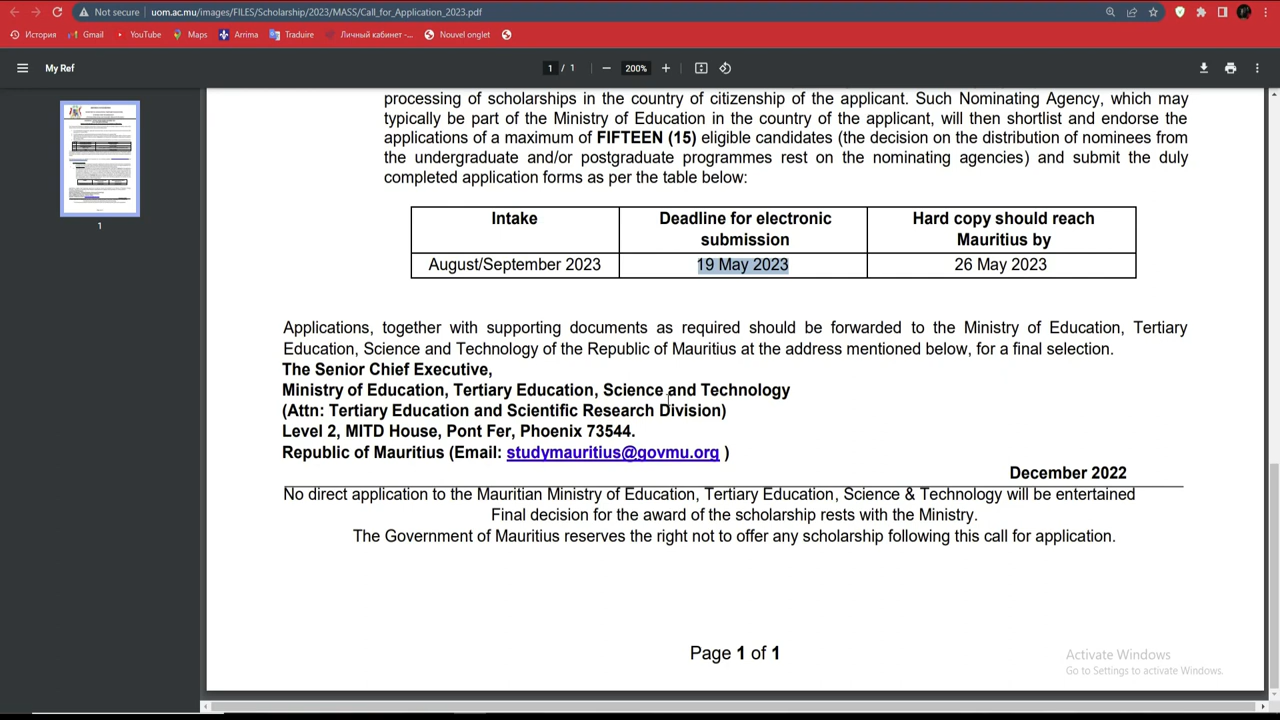 Not secure
uom.ac.mu/images/FILES/Scholarship/2023/MASS/Call_for_Application_2023.pdf
История Gmail YouTube Maps Arrima Traduire Личный кабинет -... Nouvel onglet
My Ref 1 / 1 200%
processing of scholarships in the country of citizenship of the applicant. Such Nominating Agency, which may
typically be part of the Ministry of Education in the country of the applicant, will then shortlist and endorse the
applications of a maximum of FIFTEEN (15) eligible candidates (the decision on the distribution of nominees from
the undergraduate and/or postgraduate programmes rest on the nominating agencies) and submit the duly
completed application forms as per the table below:
Intake
Deadline for electronic
submission
Hard copy should reach
Mauritius by
August/September 2023
19 May 2023
26 May 2023
Applications, together with supporting documents as required should be forwarded to the Ministry of Education, Tertiary
Education, Science and Technology of the Republic of Mauritius at the address mentioned below, for a final selection.
The Senior Chief Executive,
Ministry of Education, Tertiary Education, Science and Technology
(Attn: Tertiary Education and Scientific Research Division)
Level 2, MITD House, Pont Fer, Phoenix 73544.
Republic of Mauritius (Email: studymauritius@govmu.org )
December 2022
No direct application to the Mauritian Ministry of Education, Tertiary Education, Science & Technology will be entertained
Final decision for the award of the scholarship rests with the Ministry.
The Government of Mauritius reserves the right not to offer any scholarship following this call for application.
Page 1 of 1
1
Activate Windows
Go to Settings to activate Windows.